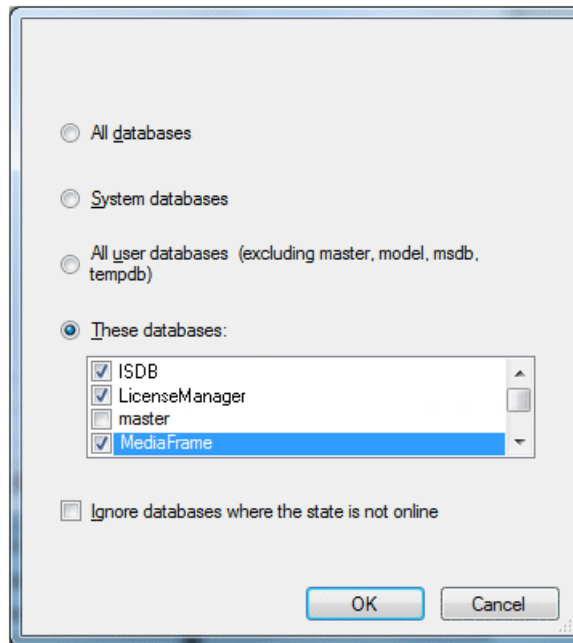 All databases
System databases
All user databases (excluding master, model, msdb,
tempdb)
These databases:
ISDB
LicenseManager
master
MediaFrame
Ignore databases where the state is not online
OK
Cancel